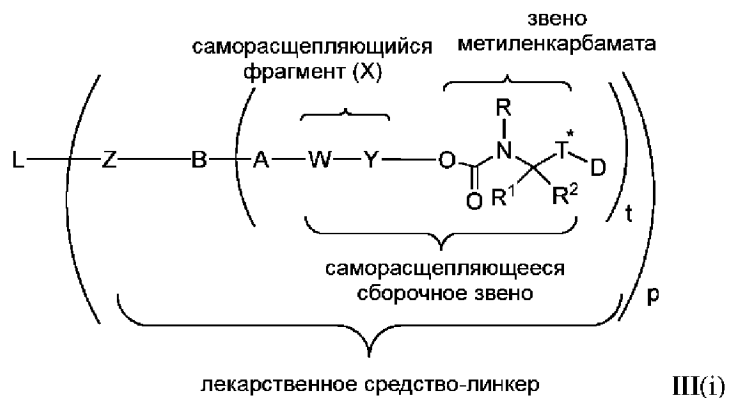 звено
метиленкарбамата
саморасщепляющийся
фрагмент (X)
R
L Z B A W Y O N T* D
O R1 R2
t
саморасщепляющееся
сборочное звено
p
лекарственное средство-линкер III(i)